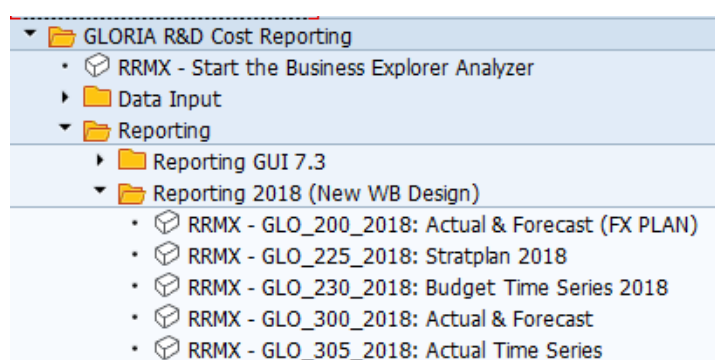 GLORIA R&D Cost Reporting
RRMX - Start the Business Explorer Analyzer
Data Input
Reporting
Reporting GUI 7.3
Reporting 2018 (New WB Design)
RRMX - GLO_200_2018: Actual & Forecast (FX PLAN)
RRMX - GLO_225_2018: Stratplan 2018
RRMX - GLO_230_2018: Budget Time Series 2018
RRMX - GLO_300_2018: Actual & Forecast
RRMX - GLO_305_2018: Actual Time Series